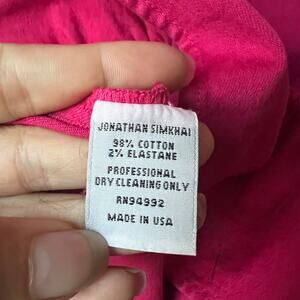 JONATHAN SIMKHAI
98% COTTON
2% ELASTANE
PROFESSIONAL
DRY CLEANING ONLY
RN94992
MADE IN USA